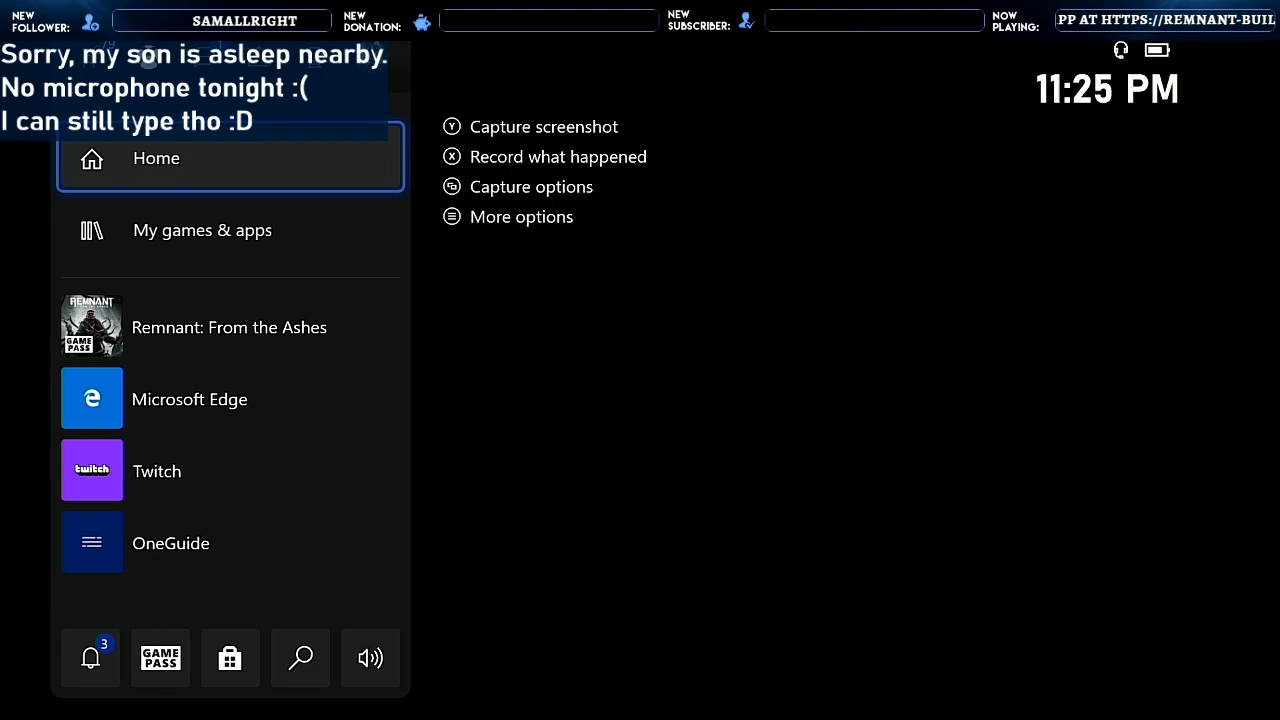 NEW
FOLLOWER:
SAMALLRIGHT
NEW
DONATION:
NEW
SUBSCRIBER:
NOW
PLAYING:
PP AT HTTPS://REMNANT-BUIL
Sorry, my son is asleep nearby.
No microphone tonight :(
I can still type tho :D
11:25 PM
Home
My games & apps
REMNANT
GAME
PASS
Remnant: From the Ashes
Microsoft Edge
twitch
Twitch
OneGuide
3
GAME
PASS
Y Capture screenshot
X Record what happened
Capture options
More options